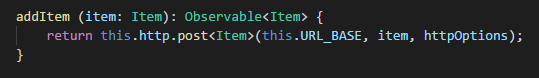 addItem (item: Item): Observable<Item> {
    return this.http.post<Item>(this.URL_BASE, item, httpOptions);
}